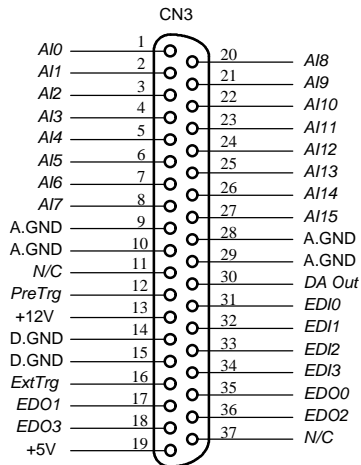 CN3
AI0 1
AI1 2
AI2 3
AI3 4
AI4 5
AI5 6
AI6 7
AI7 8
A.GND 9
A.GND 10
N/C 11
PreTrg 12
+12V 13
D.GND 14
D.GND 15
ExtTrg 16
EDO1 17
EDO3 18
+5V 19
20 AI8
21 AI9
22 AI10
23 AI11
24 AI12
25 AI13
26 AI14
27 AI15
28 A.GND
29 A.GND
30 DA Out
31 EDI0
32 EDI1
33 EDI2
34 EDI3
35 EDO0
36 EDO2
37 N/C